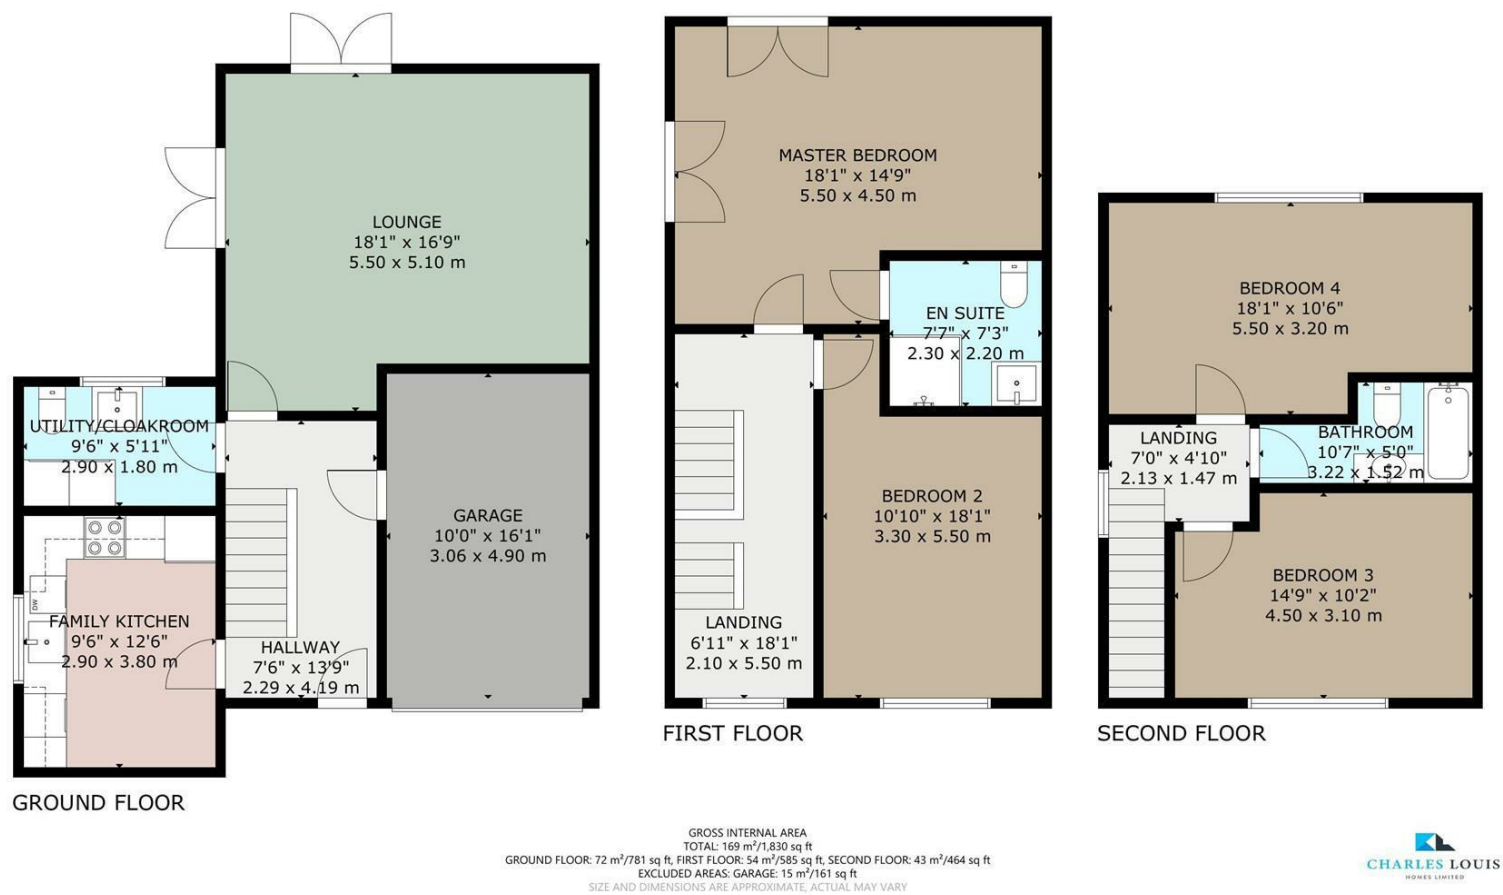 LOUNGE
18'1" x 16'9"
5.50 x 5.10 m
UTILITY/CLOAKROOM
9'6" x 5'11"
2.90 x 1.80 m
GARAGE
10'0" x 16'1"
3.06 x 4.90 m
DW
FAMILY KITCHEN
9'6" x 12'6"
2.90 x 3.80 m
HALLWAY
7'6" x 13'9"
2.29 x 4.19 m
GROUND FLOOR
MASTER BEDROOM
18'1" x 14'9"
5.50 x 4.50 m
EN SUITE
7'7" x 7'3"
2.30 x 2.20 m
BEDROOM 2
10'10" x 18'1"
3.30 x 5.50 m
LANDING
6'11" x 18'1"
2.10 x 5.50 m
FIRST FLOOR
BEDROOM 4
18'1" x 10'6"
5.50 x 3.20 m
LANDING
7'0" x 4'10"
2.13 x 1.47 m
BATHROOM
10'7" x 5'0"
3.22 x 1.52 m
BEDROOM 3
14'9" x 10'2"
4.50 x 3.10 m
SECOND FLOOR
GROSS INTERNAL AREA
TOTAL: 169 m²/1,830 sq ft
GROUND FLOOR: 72 m²/781 sq ft, FIRST FLOOR: 54 m²/585 sq ft, SECOND FLOOR: 43 m²/464 sq ft
EXCLUDED AREAS: GARAGE: 15 m²/161 sq ft
SIZE AND DIMENSIONS ARE APPROXIMATE, ACTUAL MAY VARY
CHARLES LOUIS
HOMES LIMITED